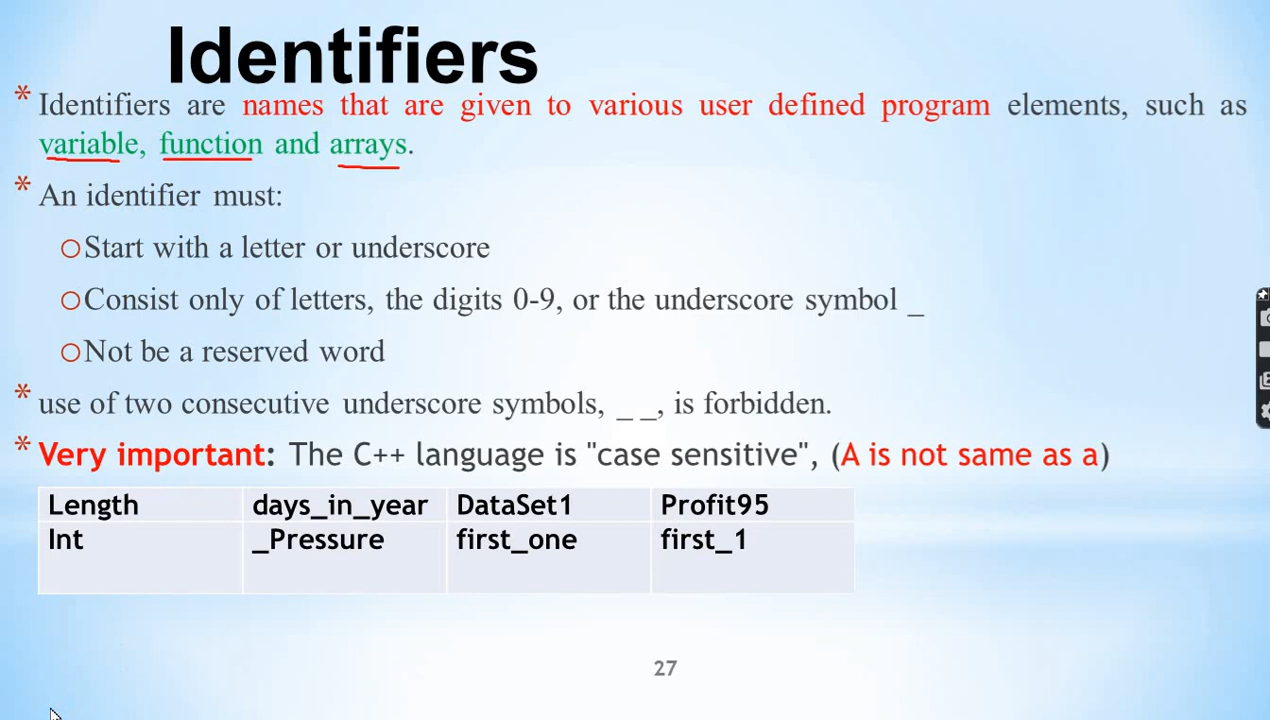 Identifiers
* Identifiers are names that are given to various user defined program elements, such as
variable, function and arrays.
* An identifier must:
o Start with a letter or underscore
o Consist only of letters, the digits 0-9, or the underscore symbol _
o Not be a reserved word
* use of two consecutive underscore symbols, _ _, is forbidden.
* Very important: The C++ language is "case sensitive", (A is not same as a)
Length days_in_year DataSet1 Profit95
Int _Pressure first_one first_1
27